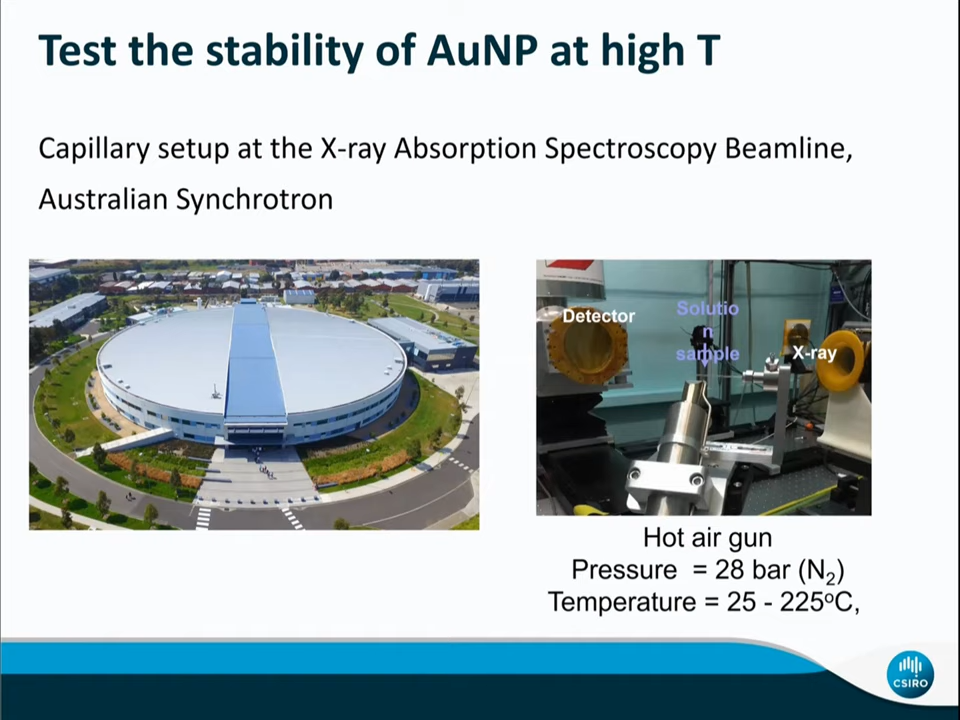 Test the stability of AuNP at high T
Capillary setup at the X-ray Absorption Spectroscopy Beamline,
Australian Synchrotron
Detector
Solutio
n
sample
X-ray
Hot air gun
Pressure = 28 bar (N₂)
Temperature = 25 - 225°C,
CSIRO